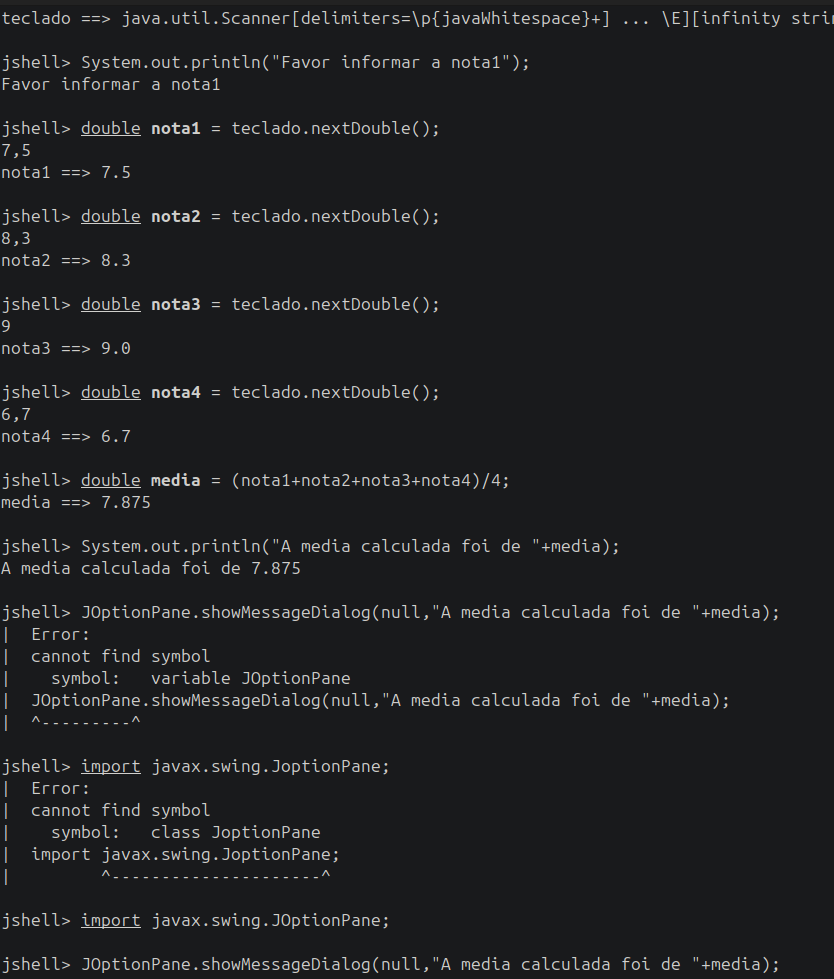 teclado ==> java.util.Scanner[delimiters=\p{javaWhitespace}+] ... \E][infinity strin
jshell> System.out.println("Favor informar a nota1");
Favor informar a nota1
jshell> double nota1 = teclado.nextDouble();
7,5
nota1 ==> 7.5
jshell> double nota2 = teclado.nextDouble();
8,3
nota2 ==> 8.3
jshell> double nota3 = teclado.nextDouble();
9
nota3 ==> 9.0
jshell> double nota4 = teclado.nextDouble();
6,7
nota4 ==> 6.7
jshell> double media = (nota1+nota2+nota3+nota4)/4;
media ==> 7.875
jshell> System.out.println("A media calculada foi de "+media);
A media calculada foi de 7.875
jshell> JOptionPane.showMessageDialog(null,"A media calculada foi de "+media);
|  Error:
|  cannot find symbol
|    symbol:   variable JOptionPane
|  JOptionPane.showMessageDialog(null,"A media calculada foi de "+media);
|  ^---------^
jshell> import javax.swing.JoptionPane;
|  Error:
|  cannot find symbol
|    symbol:   class JoptionPane
|  import javax.swing.JoptionPane;
|         ^---------------------^
jshell> import javax.swing.JOptionPane;
jshell> JOptionPane.showMessageDialog(null,"A media calculada foi de "+media);